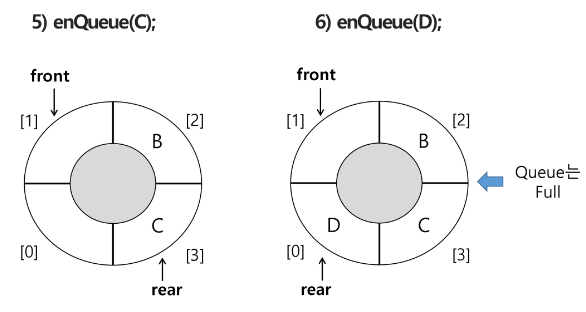 5) enQueue(C);
front
[1]
[2]
B
C
[0]
[3]
rear
6) enQueue(D);
front
[1]
[2]
B
D
C
[0]
[3]
rear
Queue는
Full